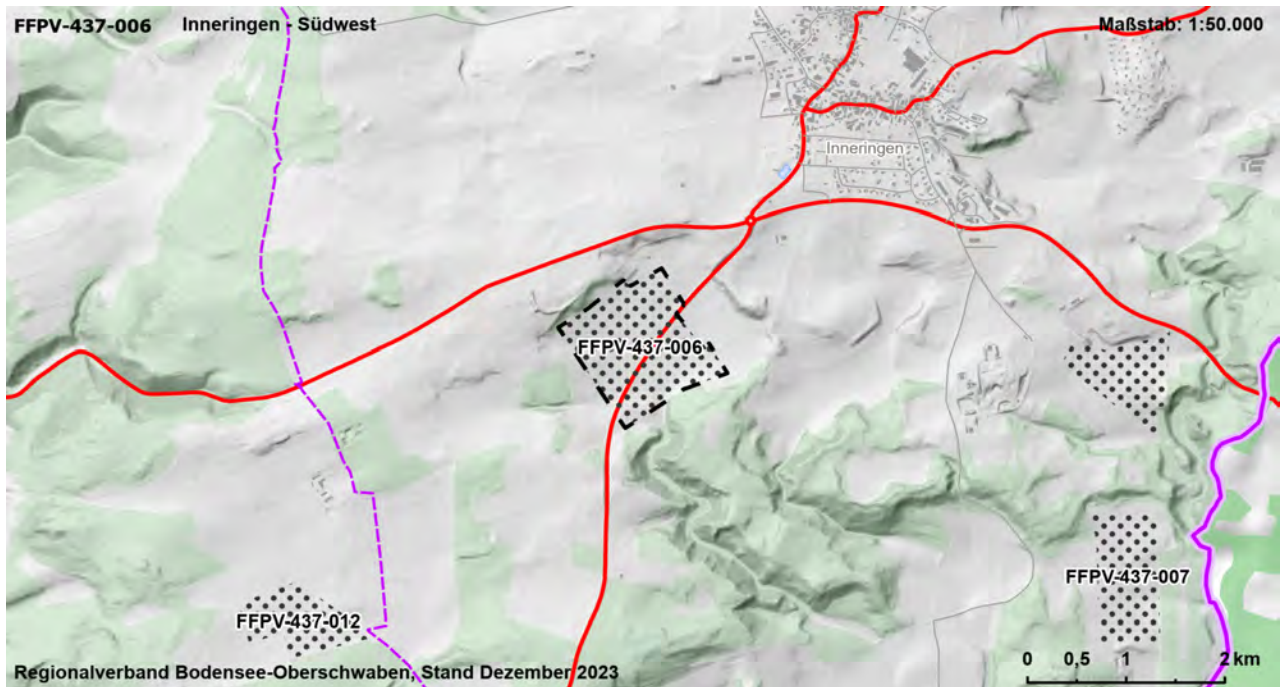 FFPV-437-006 Inneringen - Südwest Maßstab: 1:50.000
Inneringen
FFPV-437-006
FFPV-437-007
FFPV-437-012
Regionalverband Bodensee-Oberschwaben, Stand Dezember 2023
0 0,5 1 2 km